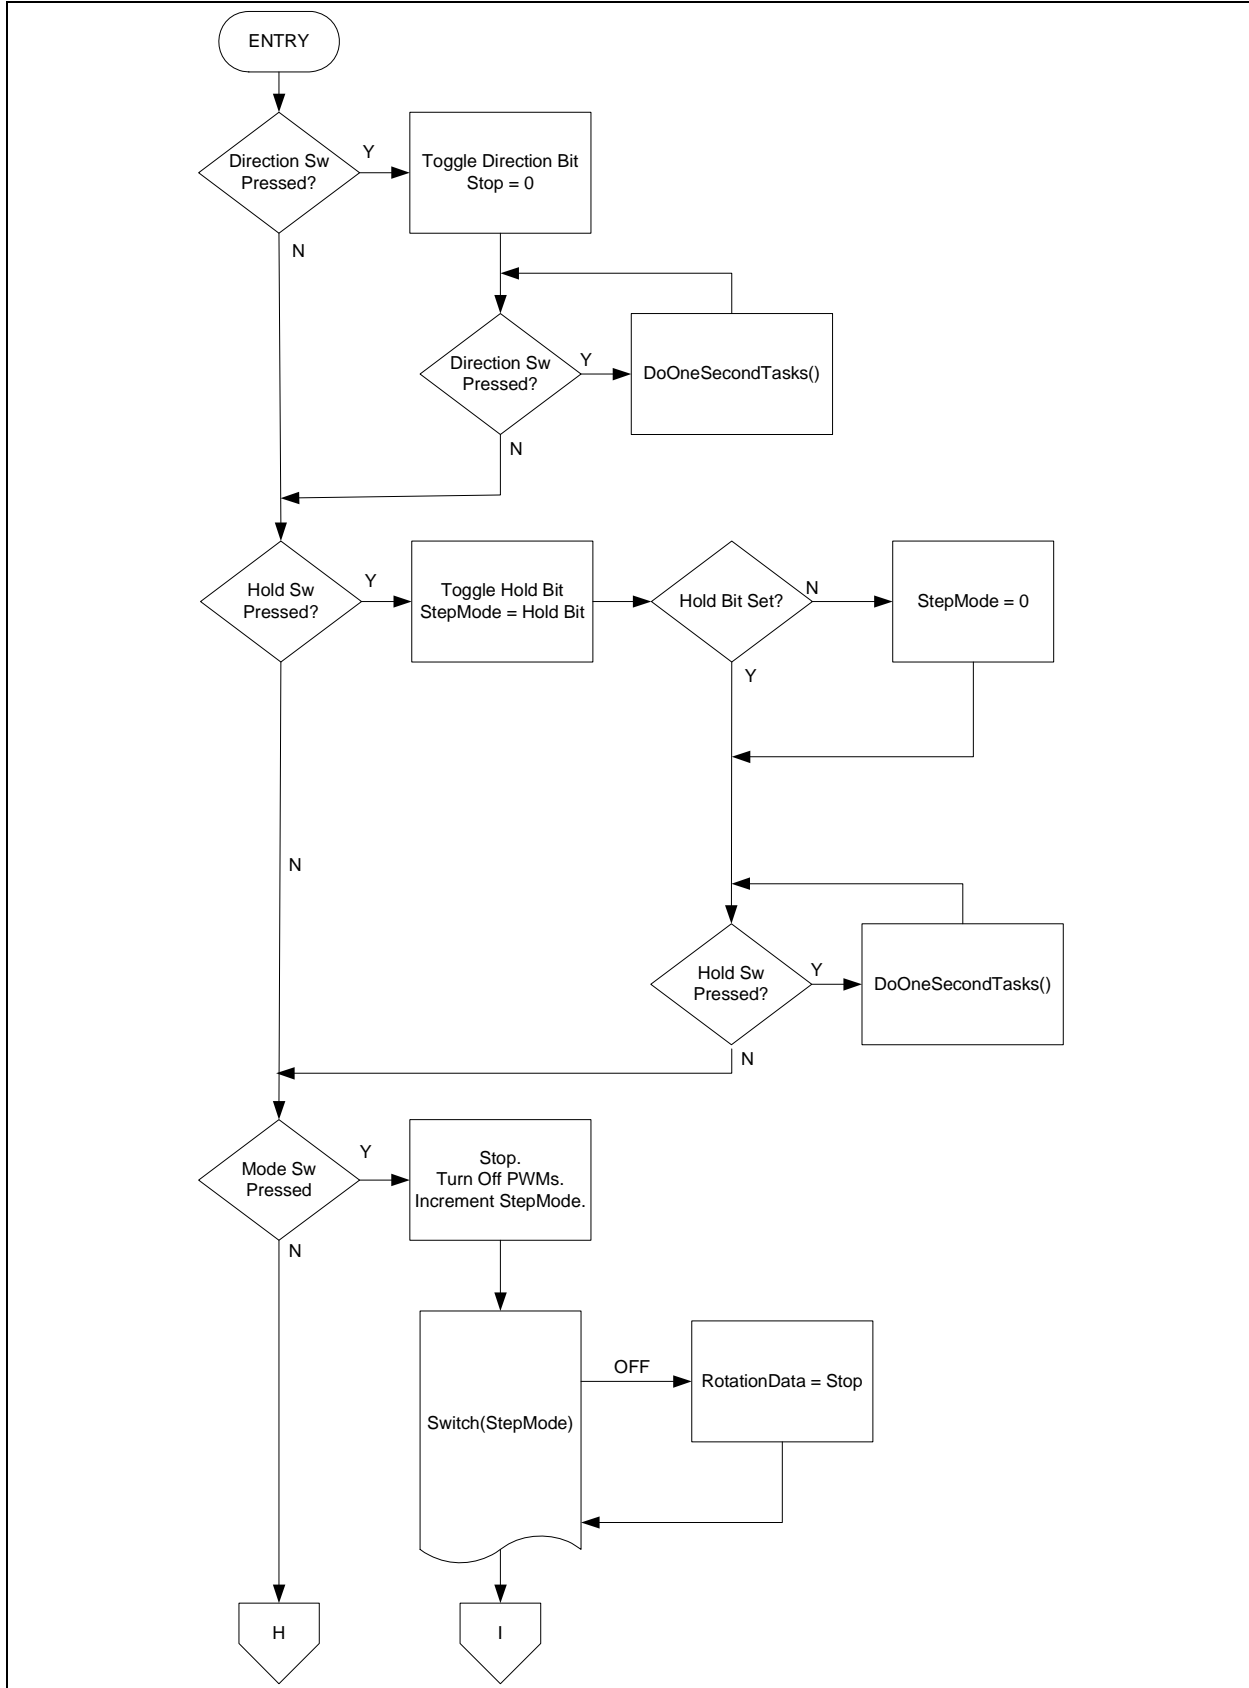 ENTRY
Direction Sw
Pressed?
Y
Toggle Direction Bit
Stop = 0
N
Direction Sw
Pressed?
Y
DoOneSecondTasks()
N
Hold Sw
Pressed?
Y
Toggle Hold Bit
StepMode = Hold Bit
Hold Bit Set?
N
StepMode = 0
Y
N
Hold Sw
Pressed?
Y
DoOneSecondTasks()
N
Mode Sw
Pressed
Y
Stop.
Turn Off PWMs.
Increment StepMode.
N
Switch(StepMode)
OFF
RotationData = Stop
H
I